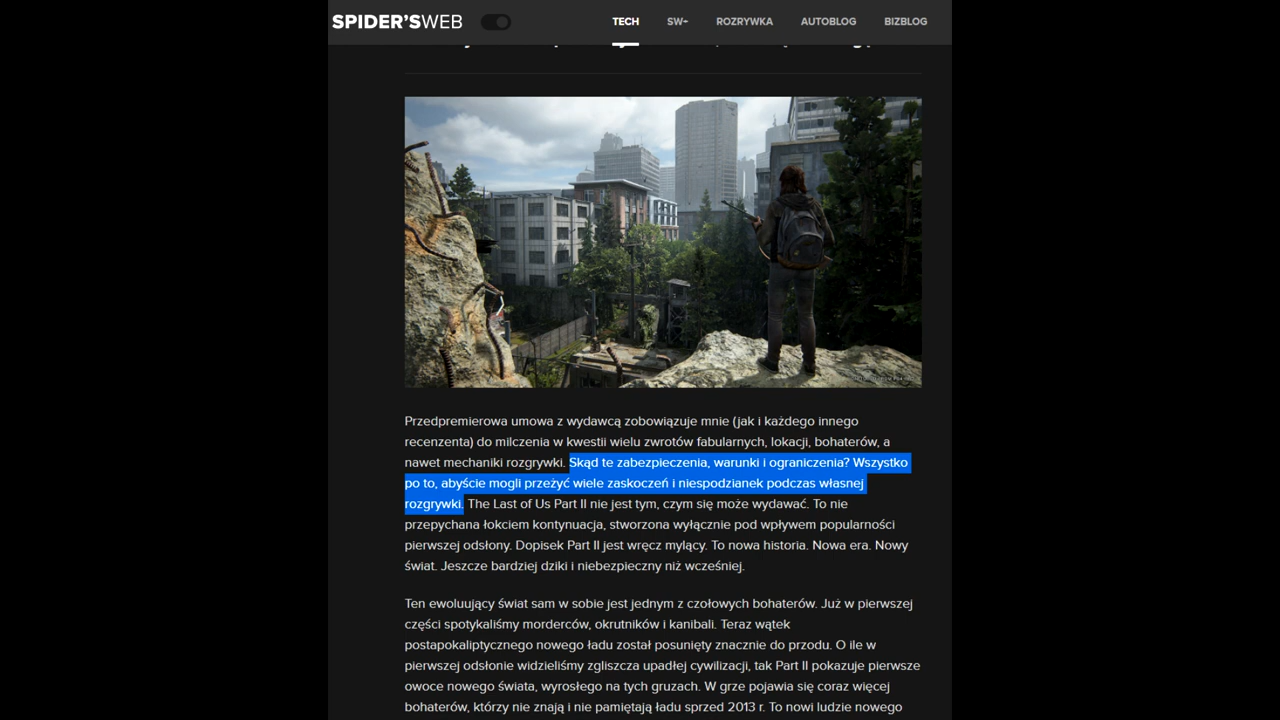 SPIDER'SWEB
TECH SW+ ROZRYWKA AUTOBLOG BIZBLOG
Przedpremierowa umowa z wydawcą zobowiązuje mnie (jak i każdego innego
recenzenta) do milczenia w kwestii wielu zwrotów fabularnych, lokacji, bohaterów, a
nawet mechaniki rozgrywki. Skąd te zabezpieczenia, warunki i ograniczenia? Wszystko
po to, abyście mogli przeżyć wiele zaskoczeń i niespodzianek podczas własnej
rozgrywki. The Last of Us Part II nie jest tym, czym się może wydawać. To nie
przepychana łokciem kontynuacja, stworzona wyłącznie pod wpływem popularności
pierwszej odsłony. Dopisek Part II jest wręcz mylący. To nowa historia. Nowa era. Nowy
świat. Jeszcze bardziej dziki i niebezpieczny niż wcześniej.
Ten ewoluujący świat sam w sobie jest jednym z czołowych bohaterów. Już w pierwszej
części spotykaliśmy morderców, okrutników i kanibali. Teraz wątek
postapokaliptycznego nowego ładu został posunięty znacznie do przodu. O ile w
pierwszej odsłonie widzieliśmy zgliszcza upadłej cywilizacji, tak Part II pokazuje pierwsze
owoce nowego świata, wyrosłego na tych gruzach. W grze pojawia się coraz więcej
bohaterów, którzy nie znają i nie pamiętają ładu sprzed 2013 r. To nowi ludzie nowego